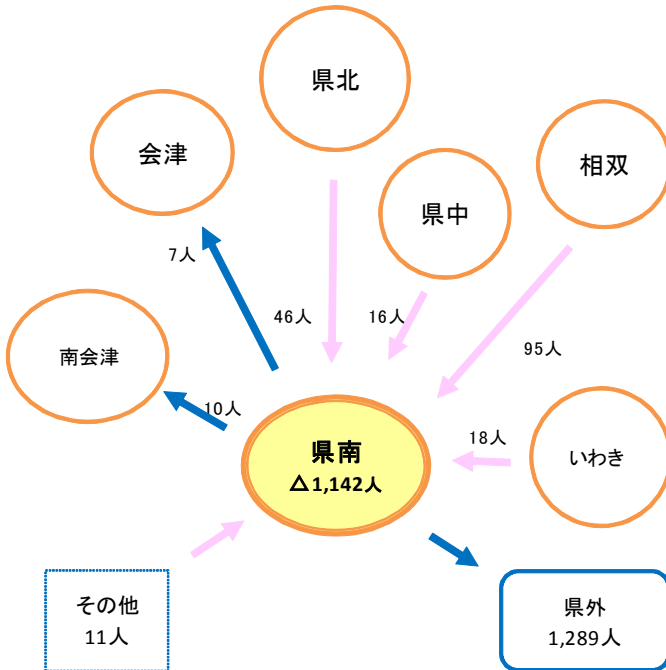 県北
会津
相双
県中
7人
46人
16人
95人
南会津
10人
18人
いわき
県南
△1,142人
その他
11人
県外
1,289人